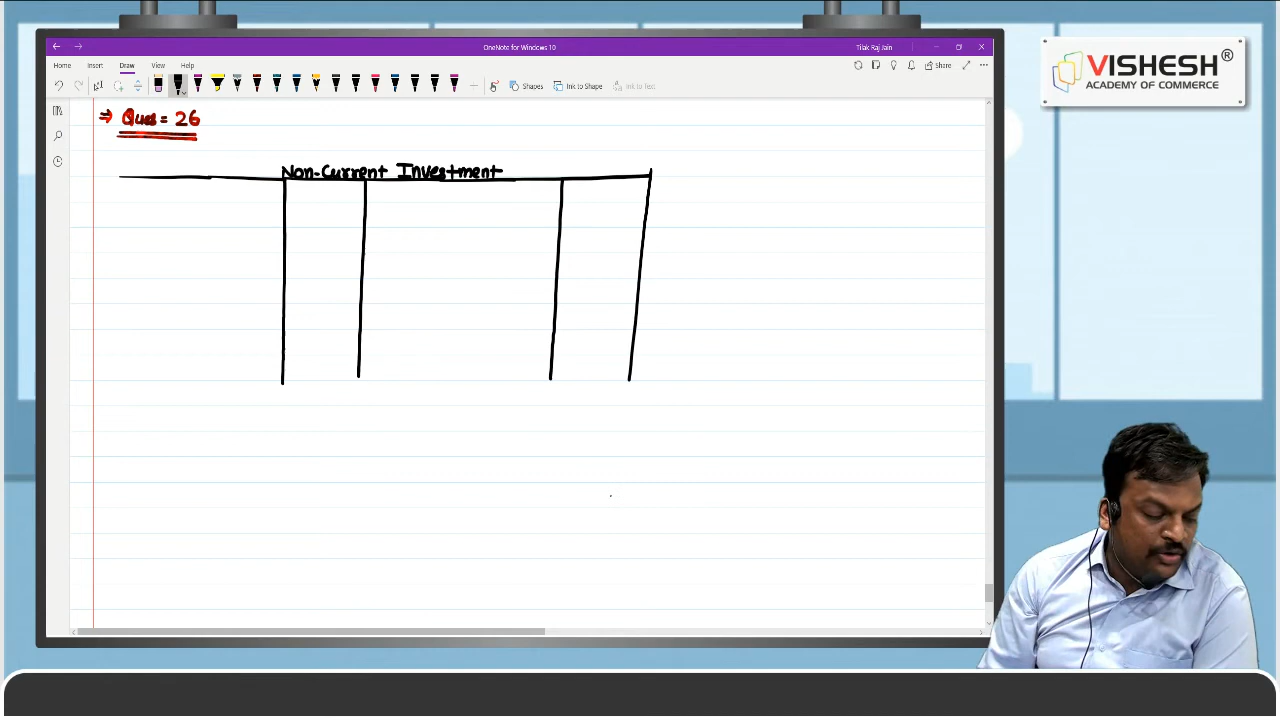 OneNote for Windows 10
Tilak Raj Jain
Home Insert Draw View Help
Share
Shapes Ink to Shape Ink to Text
⇒ Ques = 26
Non-Current Investment
VISHESH®
ACADEMY OF COMMERCE